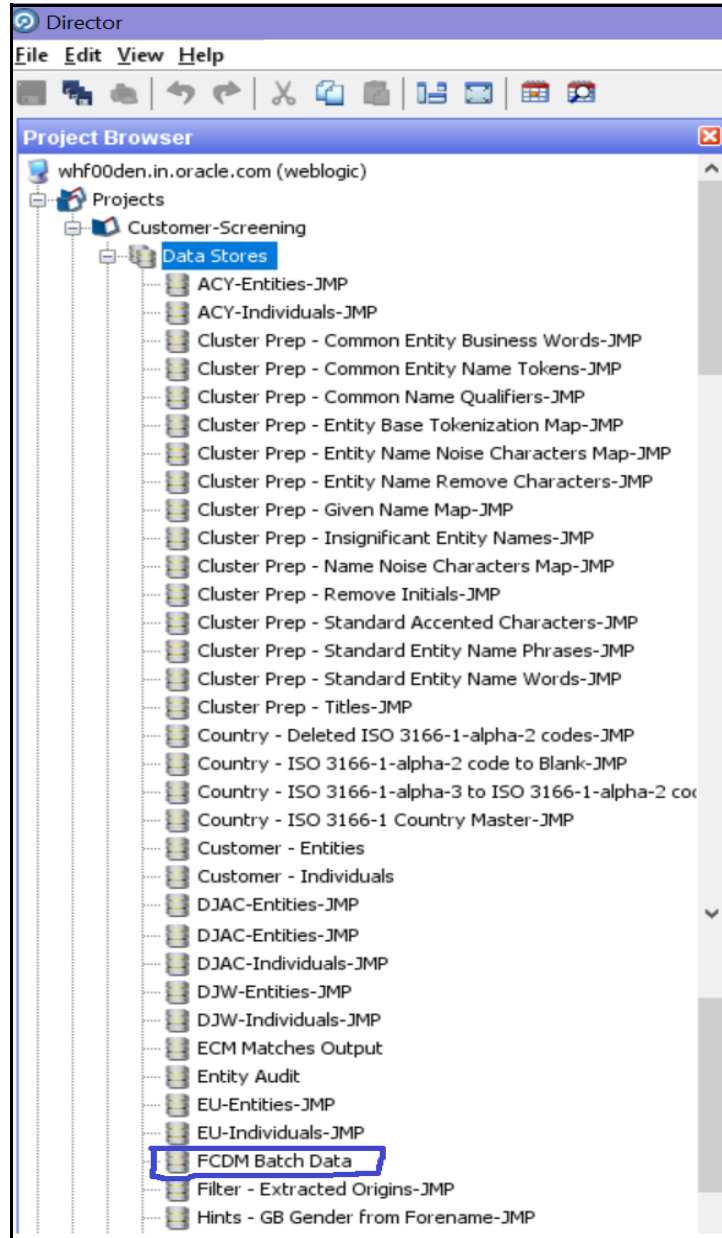 Director
File Edit View Help
Project Browser
whf00den.in.oracle.com (weblogic)
Projects
Customer-Screening
Data Stores
ACY-Entities-JMP
ACY-Individuals-JMP
Cluster Prep - Common Entity Business Words-JMP
Cluster Prep - Common Entity Name Tokens-JMP
Cluster Prep - Common Name Qualifiers-JMP
Cluster Prep - Entity Base Tokenization Map-JMP
Cluster Prep - Entity Name Noise Characters Map-JMP
Cluster Prep - Entity Name Remove Characters-JMP
Cluster Prep - Given Name Map-JMP
Cluster Prep - Insignificant Entity Names-JMP
Cluster Prep - Name Noise Characters Map-JMP
Cluster Prep - Remove Initials-JMP
Cluster Prep - Standard Accented Characters-JMP
Cluster Prep - Standard Entity Name Phrases-JMP
Cluster Prep - Standard Entity Name Words-JMP
Cluster Prep - Titles-JMP
Country - Deleted ISO 3166-1-alpha-2 codes-JMP
Country - ISO 3166-1-alpha-2 code to Blank-JMP
Country - ISO 3166-1-alpha-3 to ISO 3166-1-alpha-2 co
Country - ISO 3166-1 Country Master-JMP
Customer - Entities
Customer - Individuals
DJAC-Entities-JMP
DJAC-Entities-JMP
DJAC-Individuals-JMP
DJW-Entities-JMP
DJW-Individuals-JMP
ECM Matches Output
Entity Audit
EU-Entities-JMP
EU-Individuals-JMP
FCDM Batch Data
Filter - Extracted Origins-JMP
Hints - GB Gender from Forename-JMP